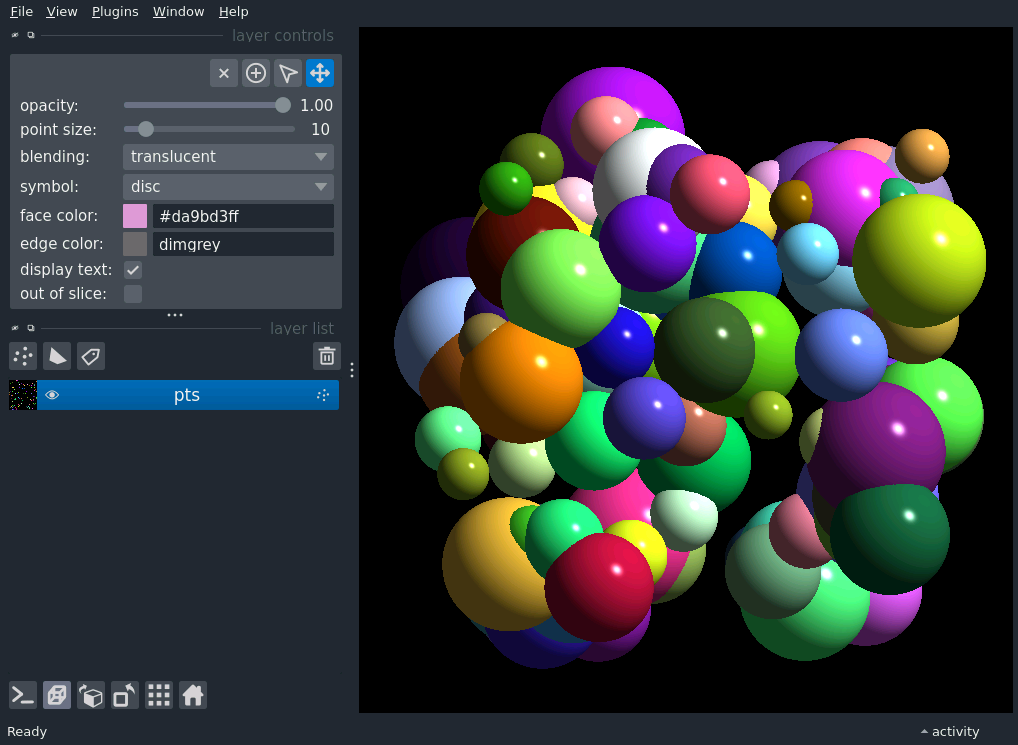 File View Plugins Window Help
layer controls
opacity: 1.00
point size: 10
blending: translucent
symbol: disc
face color: #da9bd3ff
edge color: dimgrey
display text:
out of slice:
layer list
pts
Ready activity